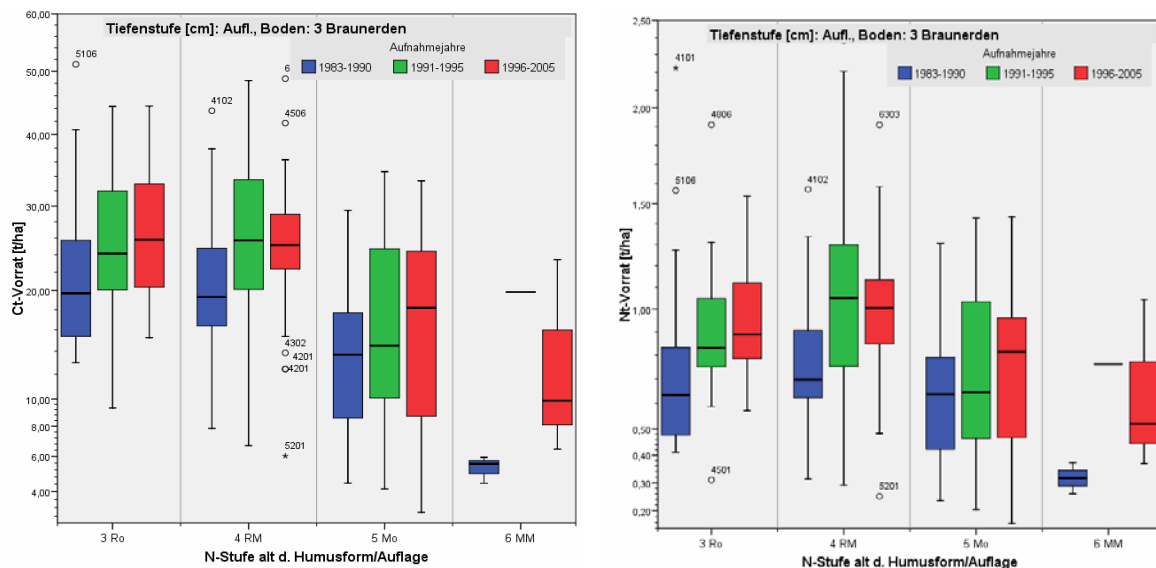 Tiefenstufe [cm]: Aufl., Boden: 3 Braunerden
Aufnahmejahre
1983-1990 1991-1995 1996-2005
60,00
50,00
40,00
30,00
20,00
10,00
8,00
6,00
4,00
Ct-Vorrat [t/ha]
5106
4102
6
4506
4302
4201
4201
5201
3 Ro 4 RM 5 Mo 6 MM
N-Stufe alt d. Humusform/Auflage
Tiefenstufe [cm]: Aufl., Boden: 3 Braunerden
Aufnahmejahre
1983-1990 1991-1995 1996-2005
2,50
2,00
1,50
1,00
0,50
0,40
0,30
0,20
Nt-Vorrat [t/ha]
4101
4806
5106
4501
4102
6303
5201
3 Ro 4 RM 5 Mo 6 MM
N-Stufe alt d. Humusform/Auflage